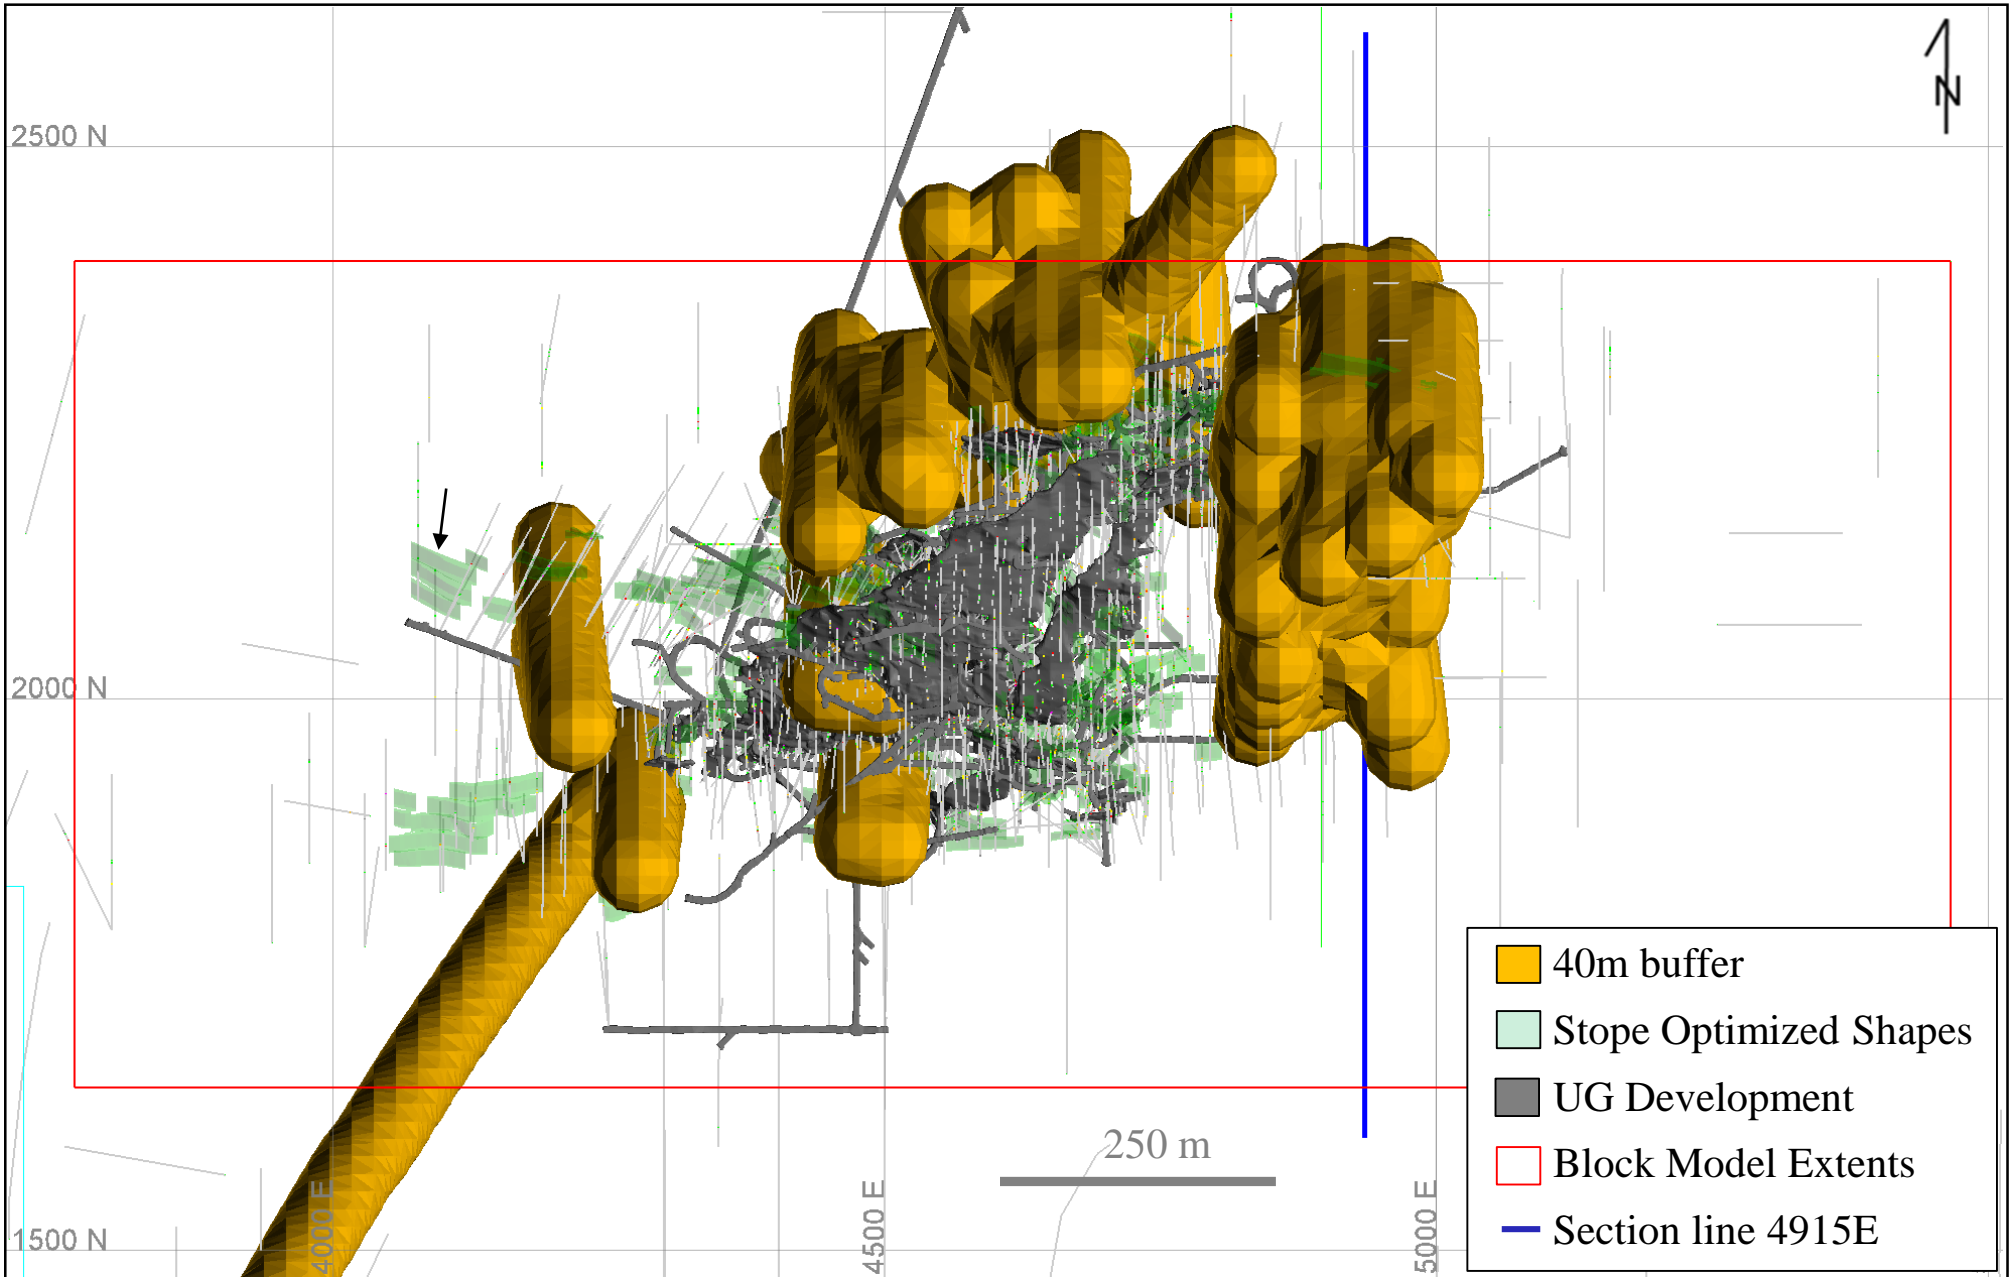 N
2500 N
2000 N
1500 N
4000 E
4500 E
5000 E
250 m
40m buffer
Stope Optimized Shapes
UG Development
Block Model Extents
Section line 4915E